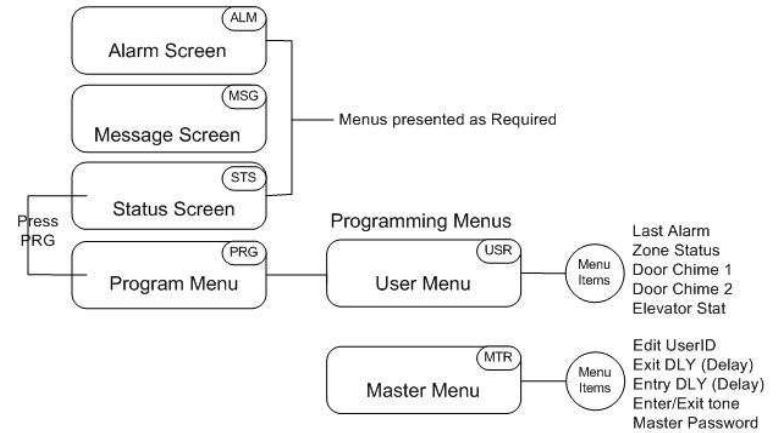 ALM
Alarm Screen
MSG
Message Screen
Menus presented as Required
STS
Status Screen
Press
PRG
PRG
Program Menu
Programming Menus
USR
User Menu
Menu
Items
Last Alarm
Zone Status
Door Chime 1
Door Chime 2
Elevator Stat
MTR
Master Menu
Menu
Items
Edit UserID
Exit DLY (Delay)
Entry DLY (Delay)
Enter/Exit tone
Master Password